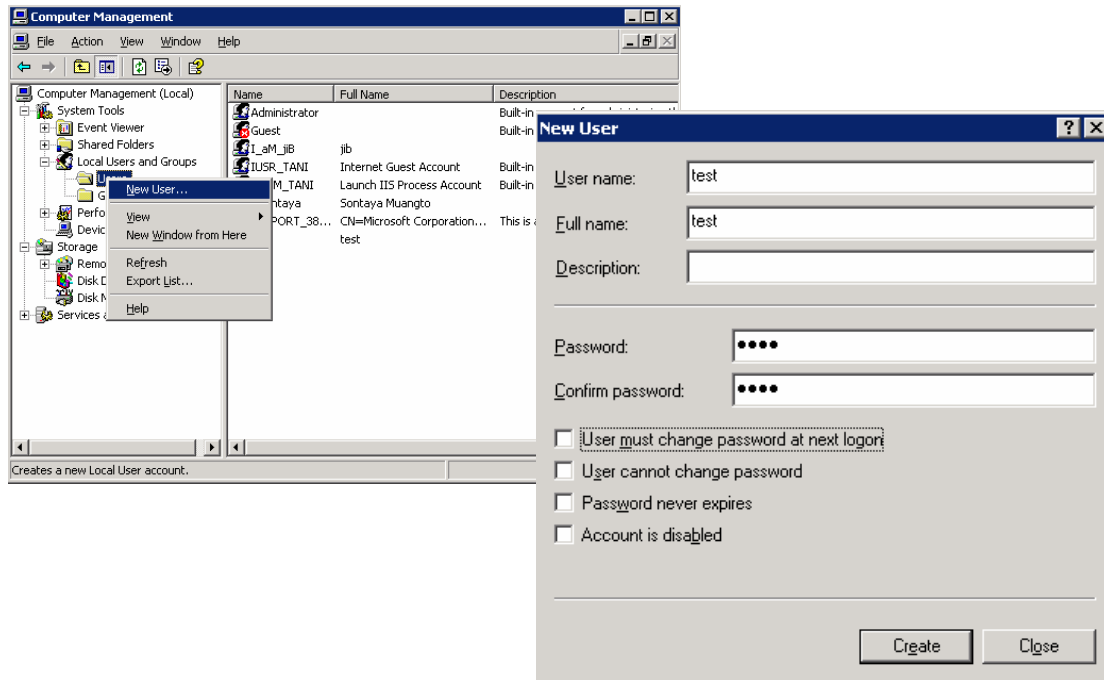 Computer Management
File Action View Window Help
Computer Management (Local)
System Tools
Event Viewer
Shared Folders
Local Users and Groups
New User...
View
New Window from Here
Refresh
Export List...
Help
Perfo
Devic
Storage
Remo
Disk
Disk
Services
Name Full Name Description
Administrator Built-in
Guest Built-in
I_aM_jiB jib
IUSR_TANI Internet Guest Account Built-in
M_TANI Launch IIS Process Account Built-in
ntaya Sontaya Muangto
PORT_38... CN=Microsoft Corporation... This is
test
Creates a new Local User account.
New User
User name: test
Full name: test
Description:
Password: ●●●●
Confirm password: ●●●●
User must change password at next logon
User cannot change password
Password never expires
Account is disabled
Create Close